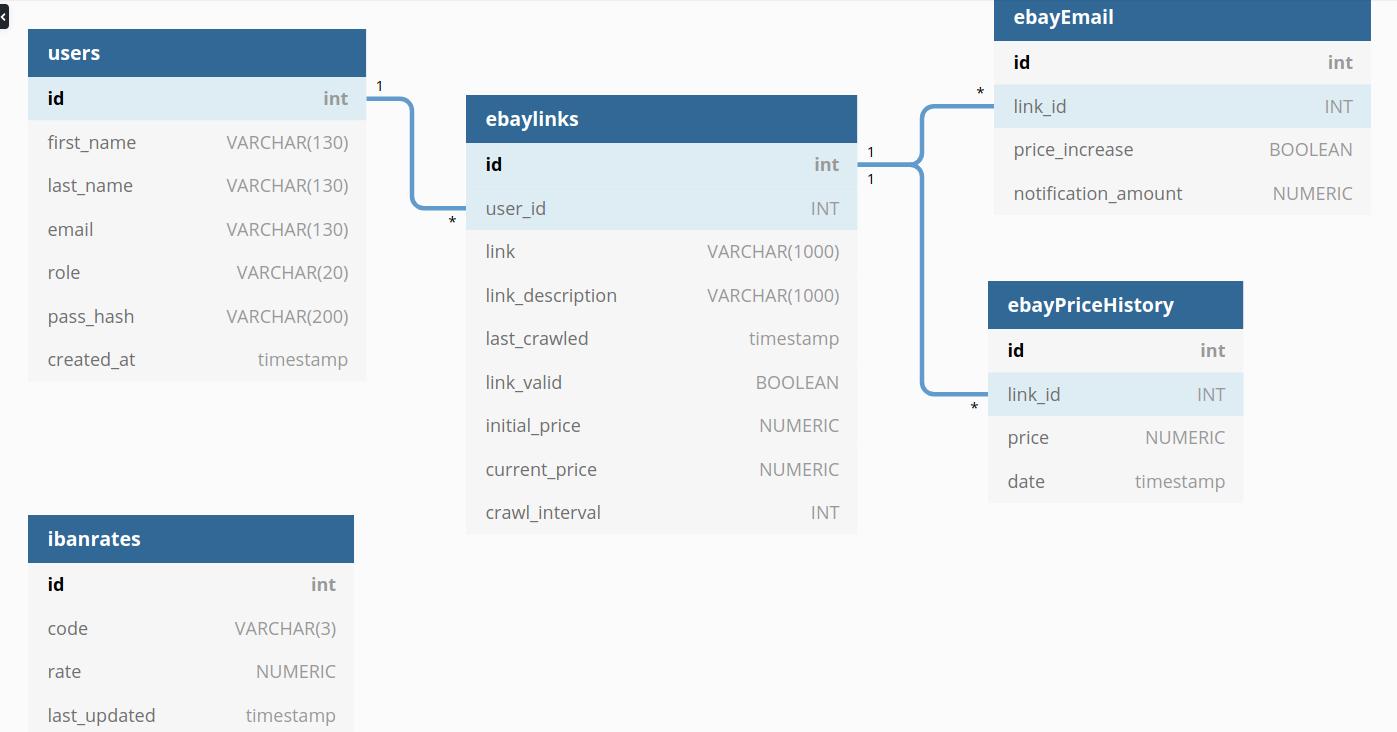 users
id int
first_name VARCHAR(130)
last_name VARCHAR(130)
email VARCHAR(130)
role VARCHAR(20)
pass_hash VARCHAR(200)
created_at timestamp
1
*
ebaylinks
id int
user_id INT
link VARCHAR(1000)
link_description VARCHAR(1000)
last_crawled timestamp
link_valid BOOLEAN
initial_price NUMERIC
current_price NUMERIC
crawl_interval INT
1
1
*
*
ebayEmail
id int
link_id INT
price_increase BOOLEAN
notification_amount NUMERIC
ebayPriceHistory
id int
link_id INT
price NUMERIC
date timestamp
ibanrates
id int
code VARCHAR(3)
rate NUMERIC
last_updated timestamp